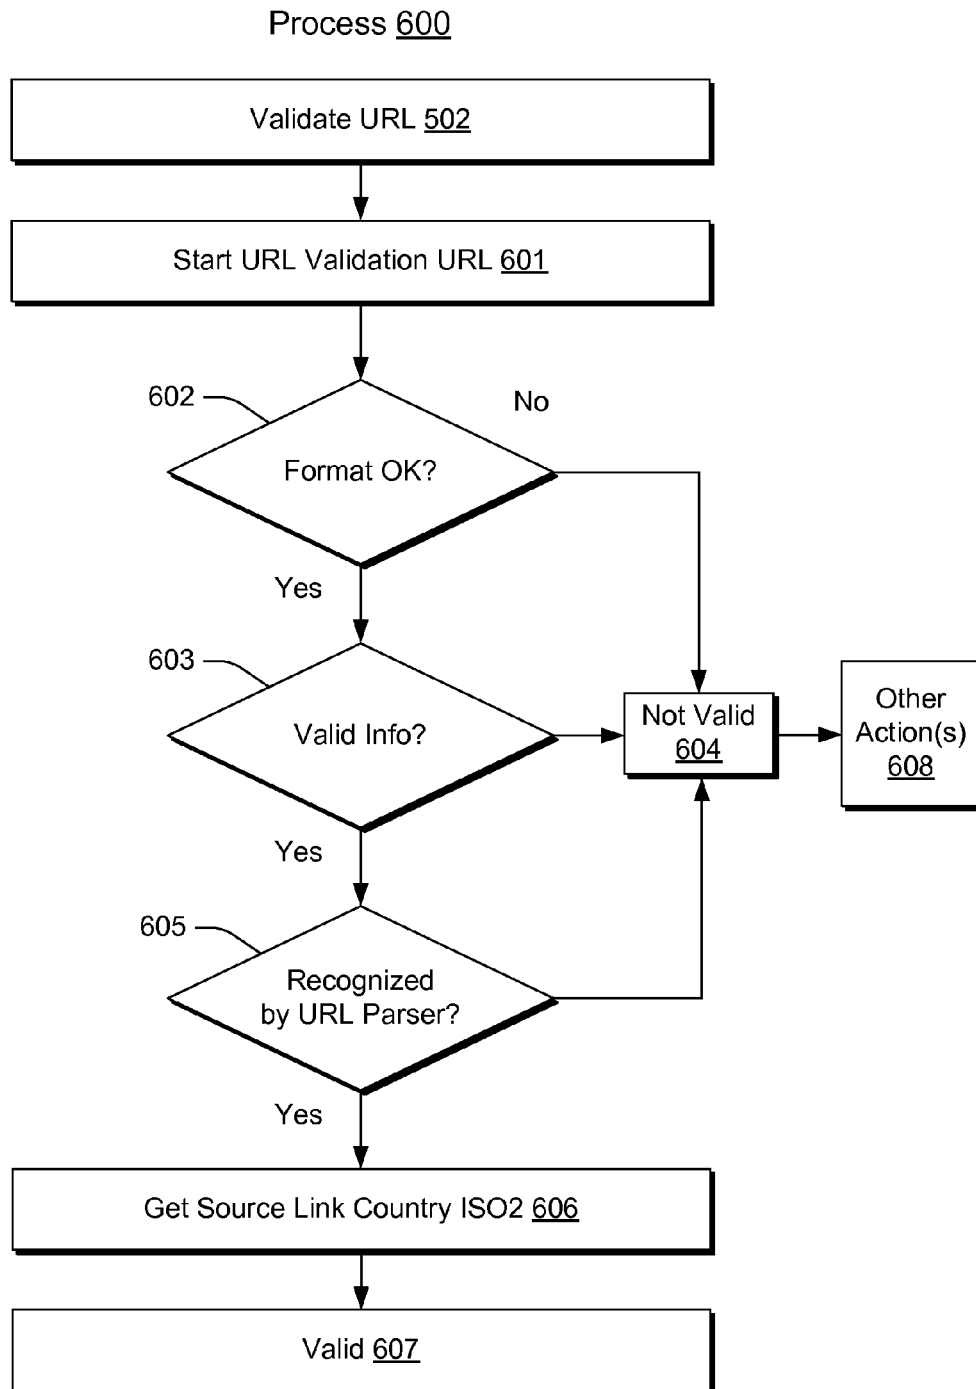 Process 600
Validate URL 502
Start URL Validation URL 601
602
No
Format OK?
Yes
603
Valid Info?
Not Valid
604
Other
Action(s)
608
Yes
605
Recognized
by URL Parser?
Yes
Get Source Link Country ISO2 606
Valid 607